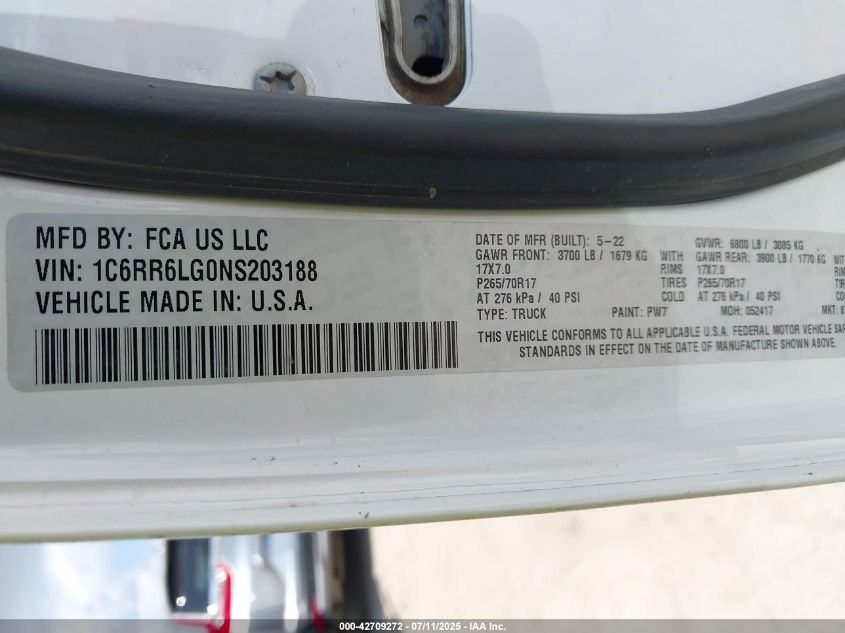 MFD BY: FCA US LLC
VIN: 1C6RR6LG0NS203188
VEHICLE MADE IN: U.S.A.
DATE OF MFR (BUILT): 5-22
GVWR: 6800 LB / 3085 KG
GAWR FRONT: 3700 LB / 1679 KG WITH
GAWR REAR: 3900 LB / 1770 KG WITH
17X7.0 RIMS 17X7.0 RIMS
P265/70R17 TIRES P265/70R17
AT 276 kPa / 40 PSI COLD AT 276 kPa / 40 PSI
TYPE: TRUCK PAINT: PW7 MDH: 052417 MKT:
THIS VEHICLE CONFORMS TO ALL APPLICABLE U.S.A. FEDERAL MOTOR VEHICLE
STANDARDS IN EFFECT ON THE DATE OF MANUFACTURE SHOWN ABOVE.
000-42709272 - 07/11/2025 - IAA Inc.